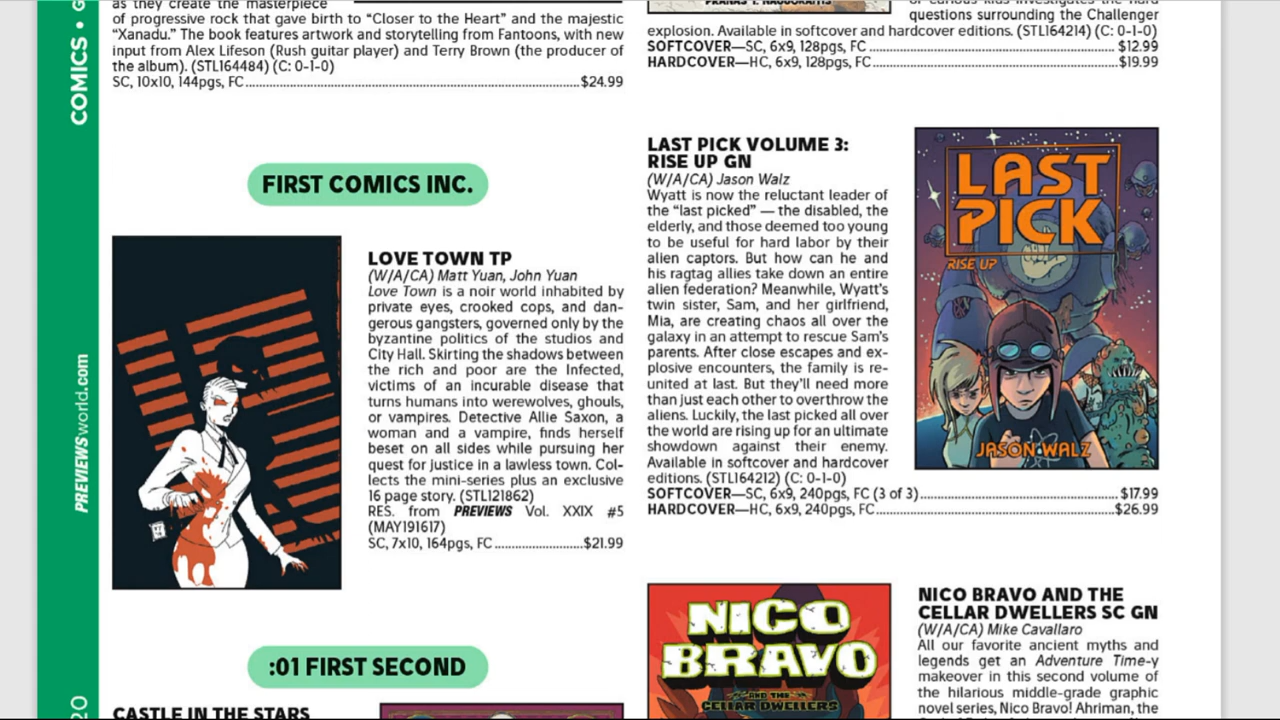 COMICS • G
PREVIEWSworld.com
20
as they create the masterpiece
of progressive rock that gave birth to “Closer to the Heart” and the majestic
“Xanadu.” The book features artwork and storytelling from Fantoons, with new
input from Alex Lifeson (Rush guitar player) and Terry Brown (the producer of
the album). (STL164484) (C: 0-1-0)
SC, 10x10, 144pgs, FC ........ $24.99
FIRST COMICS INC.
LOVE TOWN TP
(W/A/CA) Matt Yuan, John Yuan
Love Town is a noir world inhabited by
private eyes, crooked cops, and dan-
gerous gangsters, governed only by the
byzantine politics of the studios and
City Hall. Skirting the shadows between
the rich and poor are the Infected,
victims of an incurable disease that
turns humans into werewolves, ghouls,
or vampires. Detective Allie Saxon, a
woman and a vampire, finds herself
beset on all sides while pursuing her
quest for justice in a lawless town. Col-
lects the mini-series plus an exclusive
16 page story. (STL121862)
RES. from PREVIEWS Vol. XXIX #5
(MAY191617)
SC, 7x10, 164pgs, FC ........ $21.99
:01 FIRST SECOND
CASTLE IN THE STARS
questions surrounding the Challenger
explosion. Available in softcover and hardcover editions. (STL164214) (C: 0-1-0)
SOFTCOVER—SC, 6x9, 128pgs, FC ........ $12.99
HARDCOVER—HC, 6x9, 128pgs, FC ........ $19.99
LAST PICK VOLUME 3:
RISE UP GN
(W/A/CA) Jason Walz
Wyatt is now the reluctant leader of
the “last picked” — the disabled, the
elderly, and those deemed too young
to be useful for hard labor by their
alien captors. But how can he and
his ragtag allies take down an entire
alien federation? Meanwhile, Wyatt’s
twin sister, Sam, and her girlfriend,
Mia, are creating chaos all over the
galaxy in an attempt to rescue Sam’s
parents. After close escapes and ex-
plosive encounters, the family is re-
united at last. But they’ll need more
than just each other to overthrow the
aliens. Luckily, the last picked all over
the world are rising up for an ultimate
showdown against their enemy.
Available in softcover and hardcover
editions. (STL164212) (C: 0-1-0)
SOFTCOVER—SC, 6x9, 240pgs, FC (3 of 3) ........ $17.99
HARDCOVER—HC, 6x9, 240pgs, FC ........ $26.99
LAST
PICK
RISE UP
JASON WALZ
NICO
BRAVO
AND THE
CELLAR DWELLERS
NICO BRAVO AND THE
CELLAR DWELLERS SC GN
(W/A/CA) Mike Cavallaro
All our favorite ancient myths and
legends get an Adventure Time-y
makeover in this second volume of
the hilarious middle-grade graphic
novel series, Nico Bravo! Ahriman, the